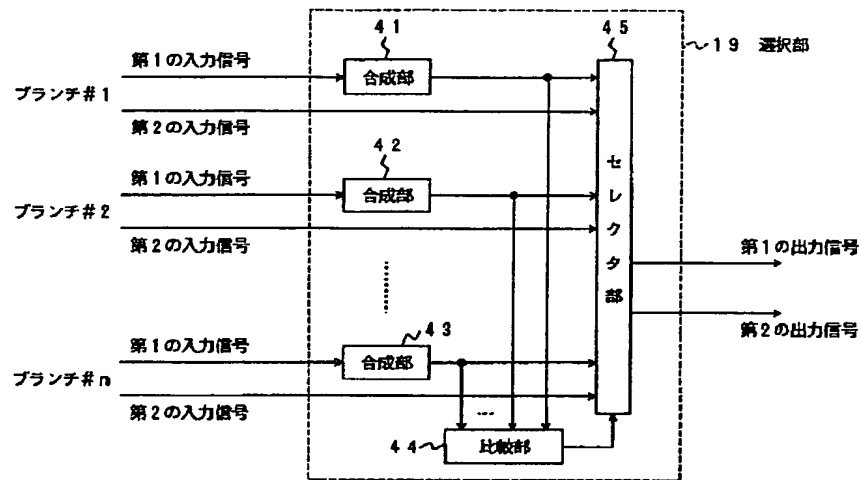 41
45
19 選択部
第1の入力信号
合成部
ブランチ#1
第2の入力信号
42
第1の入力信号
合成部
ブランチ#2
第2の入力信号
セレクタ部
第1の出力信号
第2の出力信号
43
第1の入力信号
合成部
ブランチ#m
第2の入力信号
44
比較部